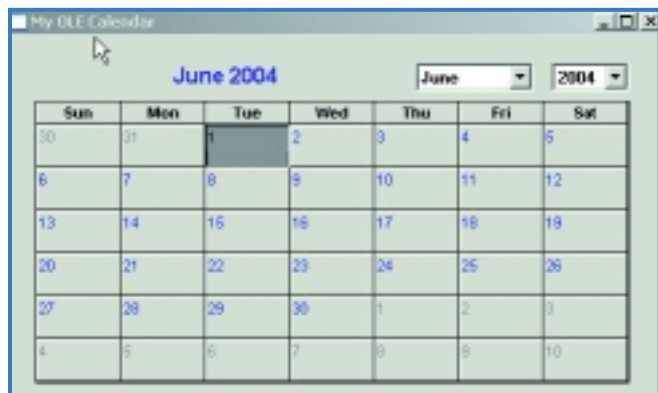 My OLE Calendar
June 2004 June 2004
Sun Mon Tue Wed Thu Fri Sat
30 31 1 2 3 4 5
6 7 8 9 10 11 12
13 14 15 16 17 18 19
20 21 22 23 24 25 26
27 28 29 30 1 2 3
4 5 6 7 8 9 10